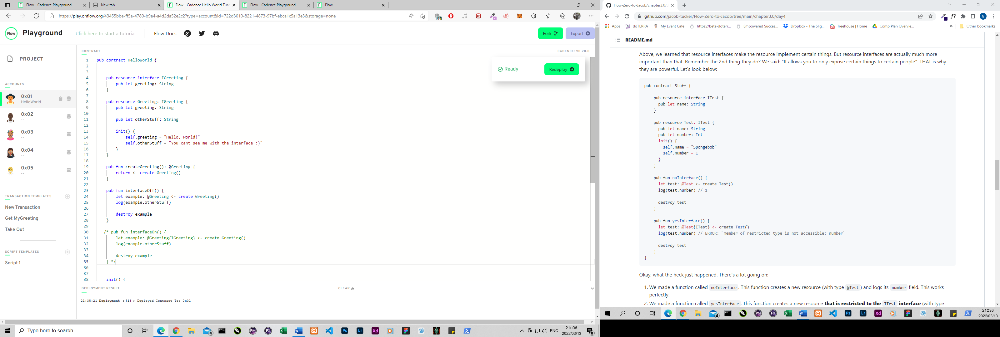 Flow - Cadence Playground
New tab
Flow - Cadence Hello World Tuto
Flow - Cadence Playground
Flow -
https://play.onflow.org/43455bbe-ff5a-4780-b9e4-a4d2da52e2c2?type=account&id=722d3010-8221-4873-97bf-ebca1c5a13e3&storage=none
32
Flow
Playground
Click here to start a tutorial
Flow Docs
Fork
Export
PROJECT
ACCOUNTS
0x01
HelloWorld
0x02
--
0x03
--
0x04
--
0x05
--
TRANSACTION TEMPLATES
New Transaction
Get MyGreeting
Take Out
SCRIPT TEMPLATES
Script 1
CONTRACT
CADENCE: V0.20.0
Ready
Redeploy
1 pub contract HelloWorld {
2
3
4 pub resource interface IGreeting {
5 pub let greeting: String
6 }
7
8 pub resource Greeting: IGreeting {
9 pub let greeting: String
10
11 pub let otherStuff: String
12
13 init() {
14 self.greeting = "Hello, World!"
15 self.otherStuff = "You cant see me with the interface :)"
16 }
17 }
18
19 pub fun createGreeting(): @Greeting {
20 return <- create Greeting()
21 }
22
23 pub fun interfaceOff() {
24 let example: @Greeting <- create Greeting()
25 log(example.otherStuff)
26
27 destroy example
28 }
29
30 /* pub fun interfaceOn() {
31 let example: @Greeting{IGreeting} <- create Greeting()
32 log(example.otherStuff)
33
34 destroy example
35 } */
36
37
38 init() {
DEPLOYMENT RESULT
CLEAR
21:35:21 Deployment > [1] > Deployed Contract To: 0x01
Type here to search
4
ENG
21□36
2022/03/13
8
Flow-Zero-to-Jacob/chapter3.0/c
github.com/jacob-tucker/Flow-Zero-to-Jacob/tree/main/chapter3.0/day4
f?
G
Apps
doTERRA
My Event Cafe
https://beta-doterr...
Empowered Succes...
Dropbox - The Slig...
Treehouse | Home
Comp Plan Overvie...
»
Other bookmarks
README.md
Above, we learned that resource interfaces make the resource implement certain things. But resource interfaces are actually much more
important than that. Remember the 2nd thing they do? We said: "It allows you to only expose certain things to certain people". THAT is why
they are powerful. Let's look below:
pub contract Stuff {
pub resource interface ITest {
pub let name: String
}
pub resource Test: ITest {
pub let name: String
pub let number: Int
init() {
self.name = "Spongebob"
self.number = 1
}
}
pub fun noInterface() {
let test: @Test <- create Test()
log(test.number) // 1
destroy test
}
pub fun yesInterface() {
let test: @Test{ITest} <- create Test()
log(test.number) // ERROR: `member of restricted type is not accessible: number`
destroy test
}
}
Okay, what the heck just happened. There's a lot going on:
1. We made a function called noInterface. This function creates a new resource (with type @Test) and logs its number field. This works
perfectly.
2. We made a function called yesInterface. This function creates a new resource that is restricted to the ITest interface (with type
4
21□36
2022/03/13